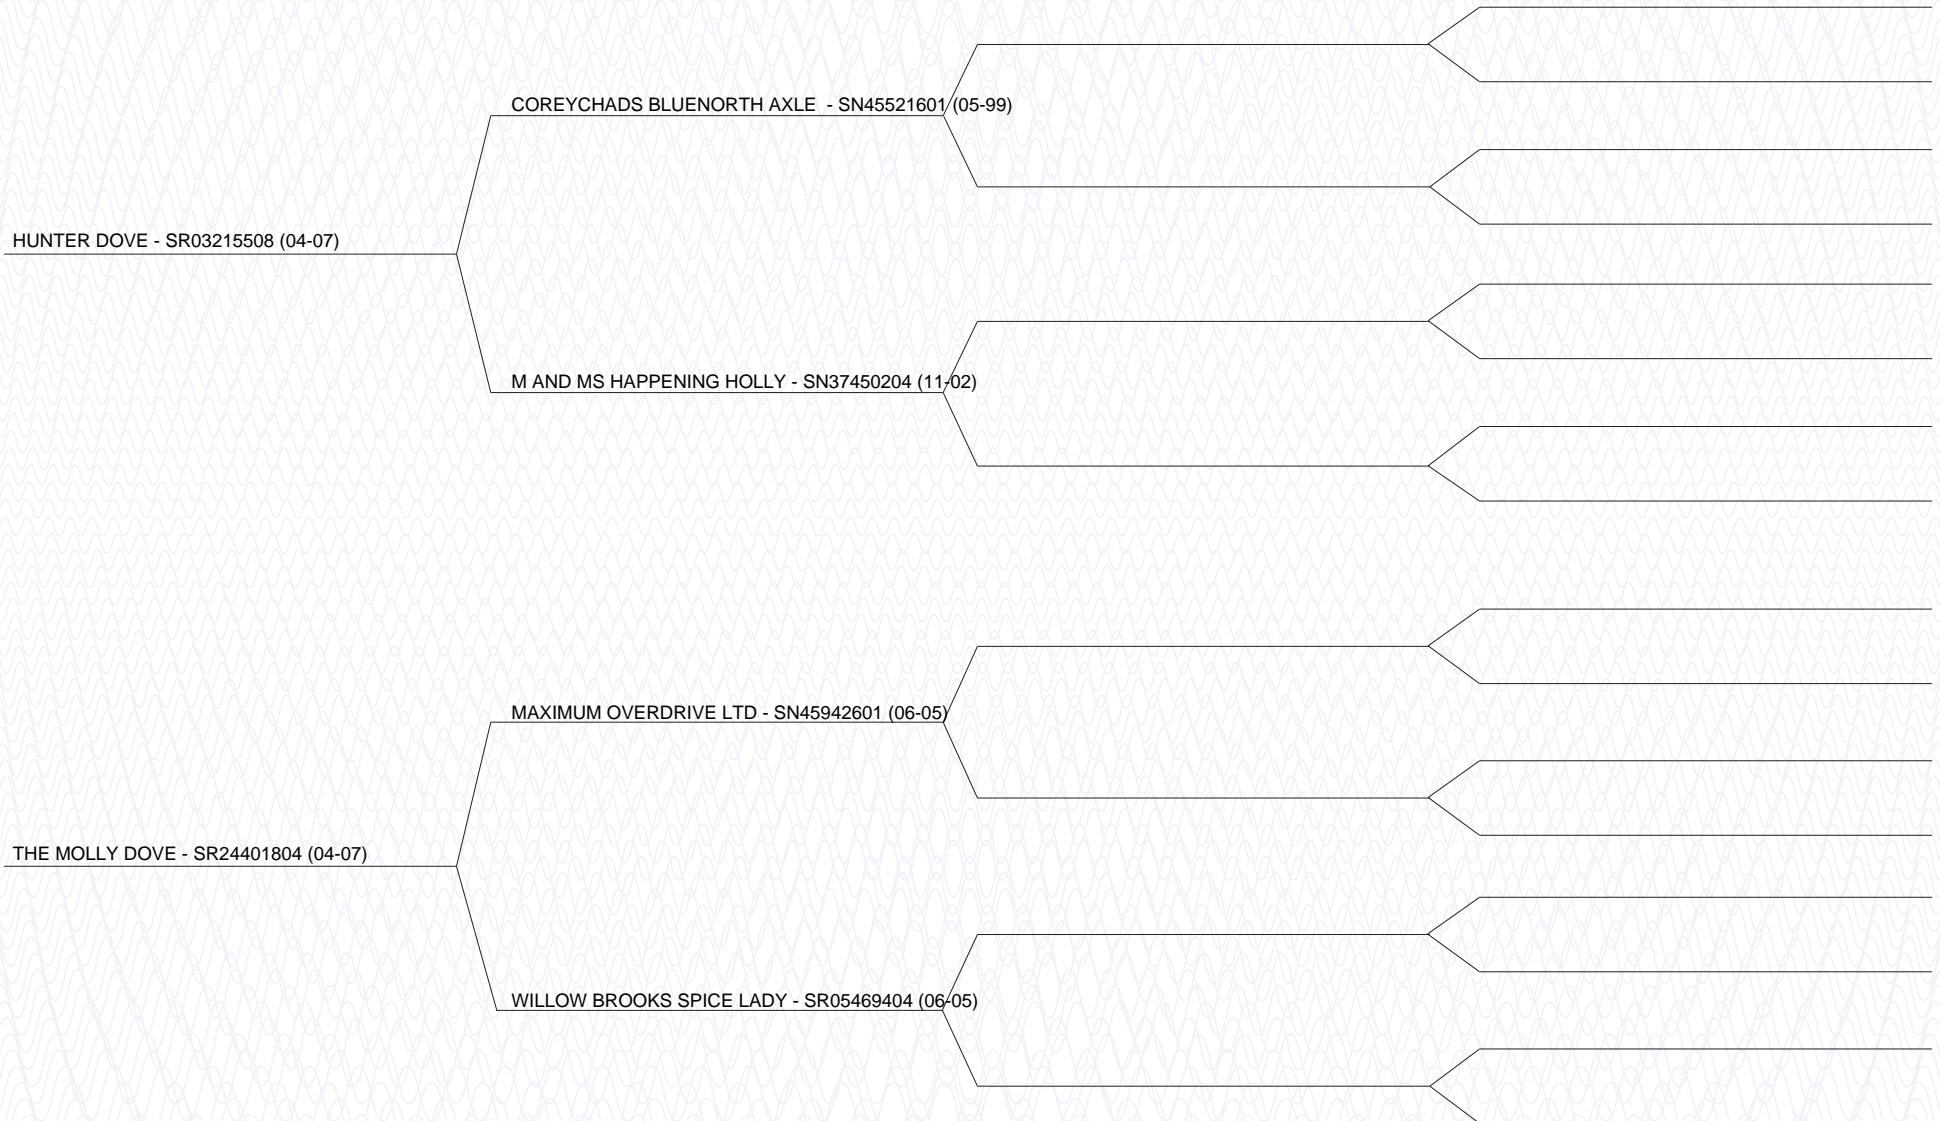 COREYCHADS BLUENORTH AXLE  - SN45521601 (05-99)
HUNTER DOVE - SR03215508 (04-07)
M AND MS HAPPENING HOLLY - SN37450204 (11-02)
MAXIMUM OVERDRIVE LTD - SN45942601 (06-05)
THE MOLLY DOVE - SR24401804 (04-07)
WILLOW BROOKS SPICE LADY - SR05469404 (06-05)